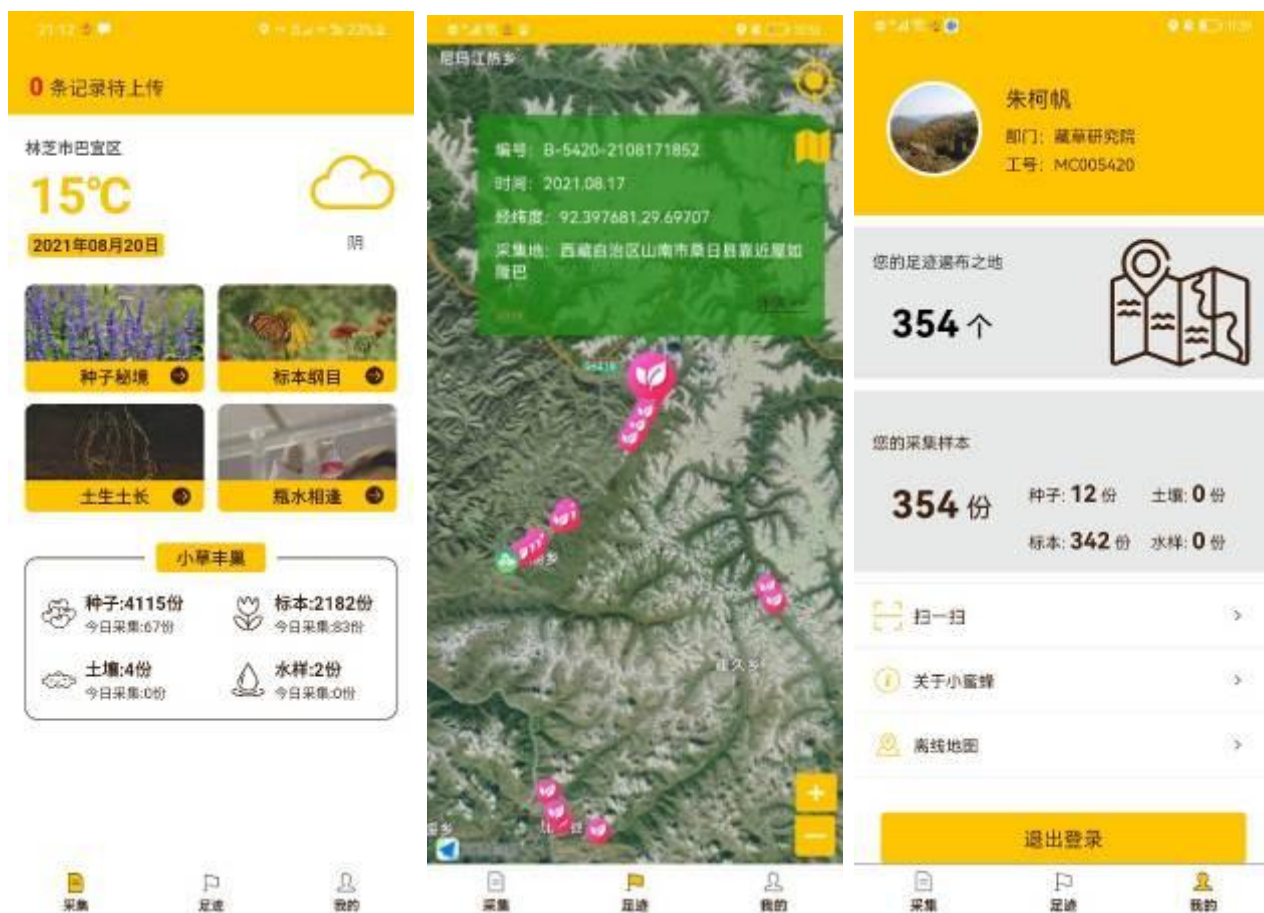 0 条记录待上传
林芝市巴宜区
15℃
2021年08月20日
阴
种子秘境
标本纲目
土生土长
瓶水相逢
小草丰巢
种子:4115份
今日采集:67份
标本:2182份
今日采集:83份
土壤:4份
今日采集:0份
水样:2份
今日采集:0份
采集
足迹
我的
尼玛江热乡
编号: B-5420-2108171852
时间: 2021.08.17
经纬度: 92.397681,29.69707
采集地: 西藏自治区山南市桑日县靠近屋如
隆巴
崔久乡
采集
足迹
我的
朱柯帆
部门: 藏草研究院
工号: MC005420
您的足迹遍布之地
354 个
您的采集样本
354 份
种子: 12 份
土壤: 0 份
标本: 342 份
水样: 0 份
扫一扫
关于小蜜蜂
离线地图
退出登录
采集
足迹
我的